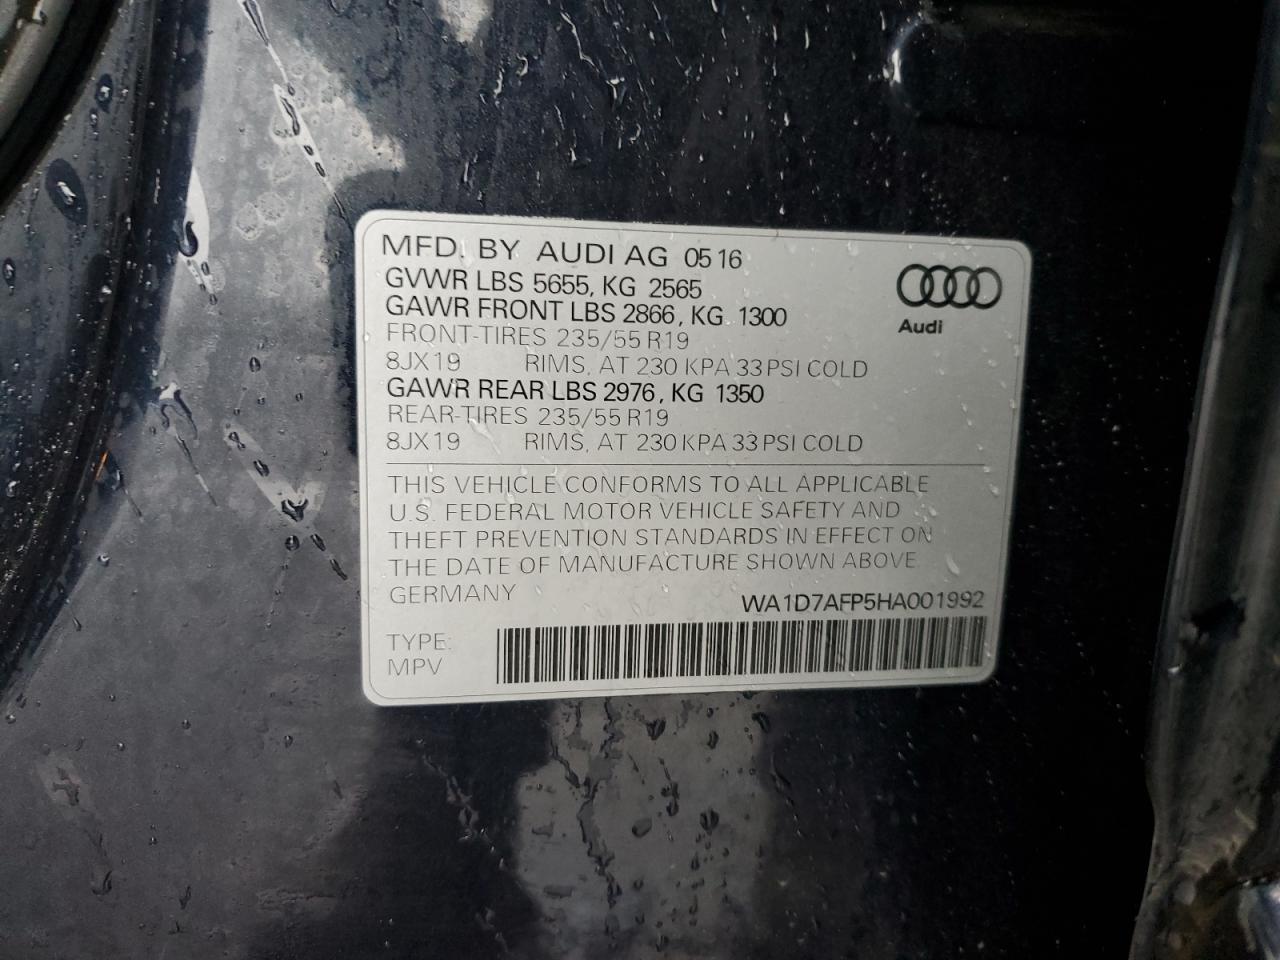 MFD. BY AUDI AG 05 16
GVWR LBS 5655, KG 2565
GAWR FRONT LBS 2866, KG 1300
FRONT-TIRES 235/55 R19
8JX19 RIMS, AT 230 KPA 33 PSI COLD
GAWR REAR LBS 2976, KG 1350
REAR-TIRES 235/55 R19
8JX19 RIMS, AT 230 KPA 33 PSI COLD
Audi
THIS VEHICLE CONFORMS TO ALL APPLICABLE
U.S. FEDERAL MOTOR VEHICLE SAFETY AND
THEFT PREVENTION STANDARDS IN EFFECT ON
THE DATE OF MANUFACTURE SHOWN ABOVE.
GERMANY
WA1D7AFP5HA001992
TYPE:
MPV